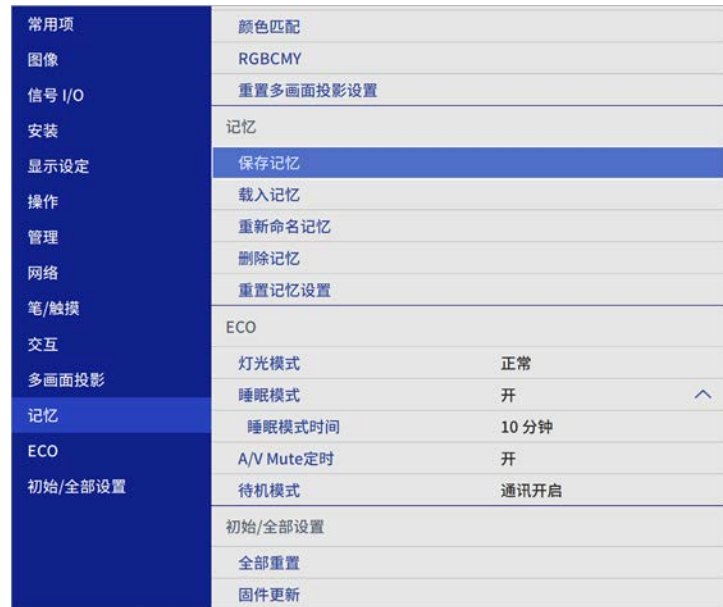 常用项
图像
信号 I/O
安装
显示设定
操作
管理
网络
笔/触摸
交互
多画面投影
记忆
ECO
初始/全部设置
颜色匹配
RGBCMY
重置多画面投影设置
记忆
保存记忆
载入记忆
重新命名记忆
删除记忆
重置记忆设置
ECO
灯光模式 正常
睡眠模式 开
睡眠模式时间 10 分钟
A/V Mute定时 开
待机模式 通讯开启
初始/全部设置
全部重置
固件更新